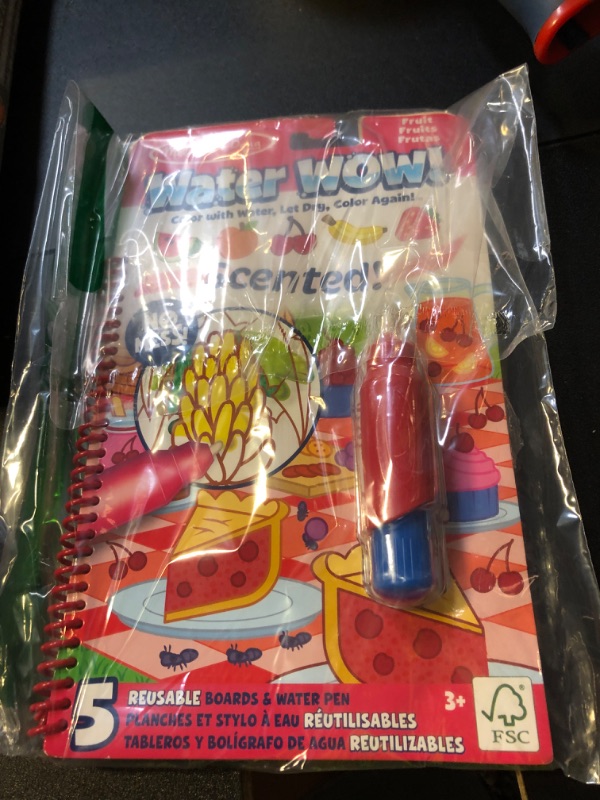 Fruit
Fruits
Frutas
Water WOW!
Color with Water, Let Dry, Color Again!
Scented!
5
REUSABLE BOARDS & WATER PEN
PLANCHES ET STYLO À EAU RÉUTILISABLES
TABLEROS Y BOLÍGRAFO DE AGUA REUTILIZABLES
3+
FSC